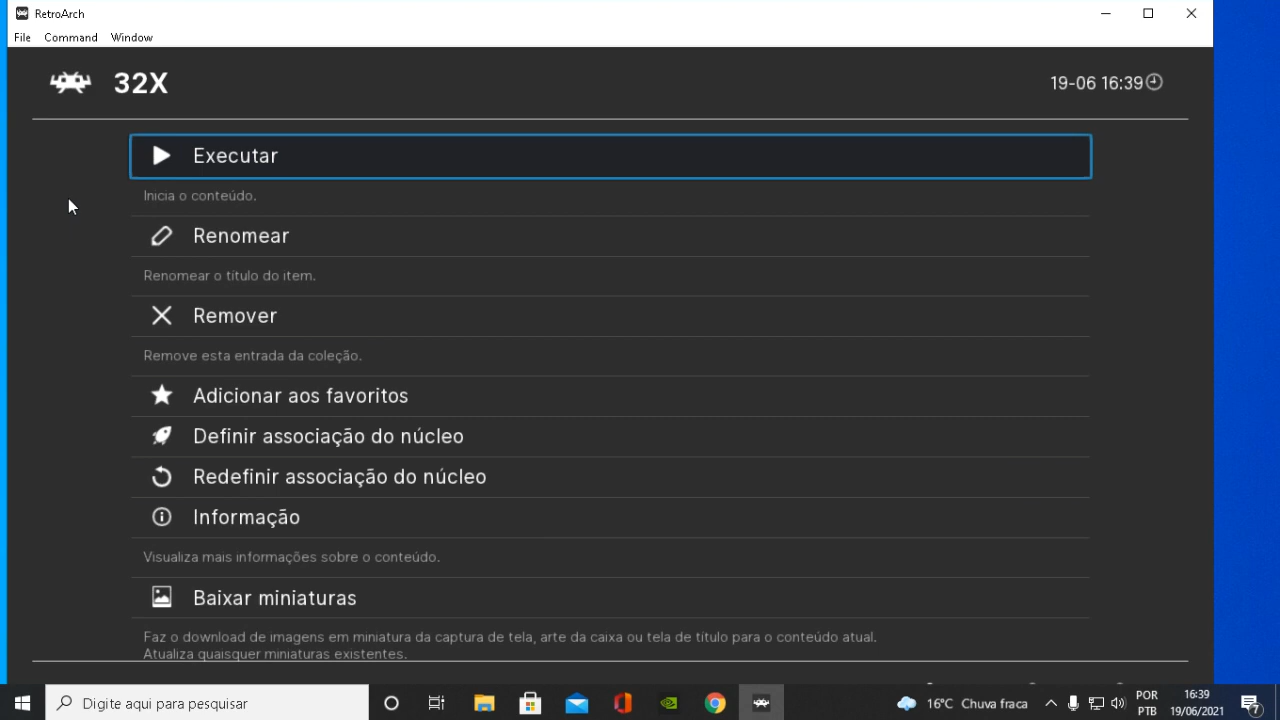 RetroArch
File Command Window
32X
19-06 16:39
Executar
Inicia o conteúdo.
Renomear
Renomear o título do item.
Remover
Remove esta entrada da coleção.
Adicionar aos favoritos
Definir associação do núcleo
Redefinir associação do núcleo
Informação
Visualiza mais informações sobre o conteúdo.
Baixar miniaturas
Faz o download de imagens em miniatura da captura de tela, arte da caixa ou tela de título para o conteúdo atual.
Atualiza quaisquer miniaturas existentes.
Digite aqui para pesquisar
16°C Chuva fraca
POR
PTB
16:39
19/06/2021
7